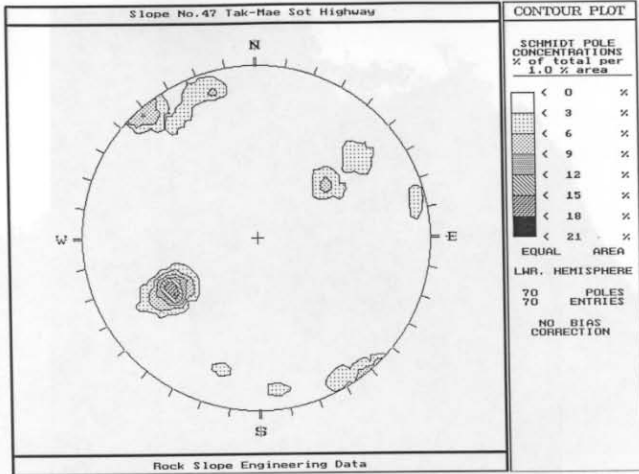 Slope No.47 Tak-Mae Sot Highway
N
W
E
S
Rock Slope Engineering Data
CONTOUR PLOT
SCHMIDT POLE
CONCENTRATIONS
% of total per
1.0 % area
< 0 %
< 3 %
< 6 %
< 9 %
< 12 %
< 15 %
< 18 %
< 21 %
EQUAL AREA
LWR. HEMISPHERE
70 POLES
70 ENTRIES
NO BIAS
CORRECTION